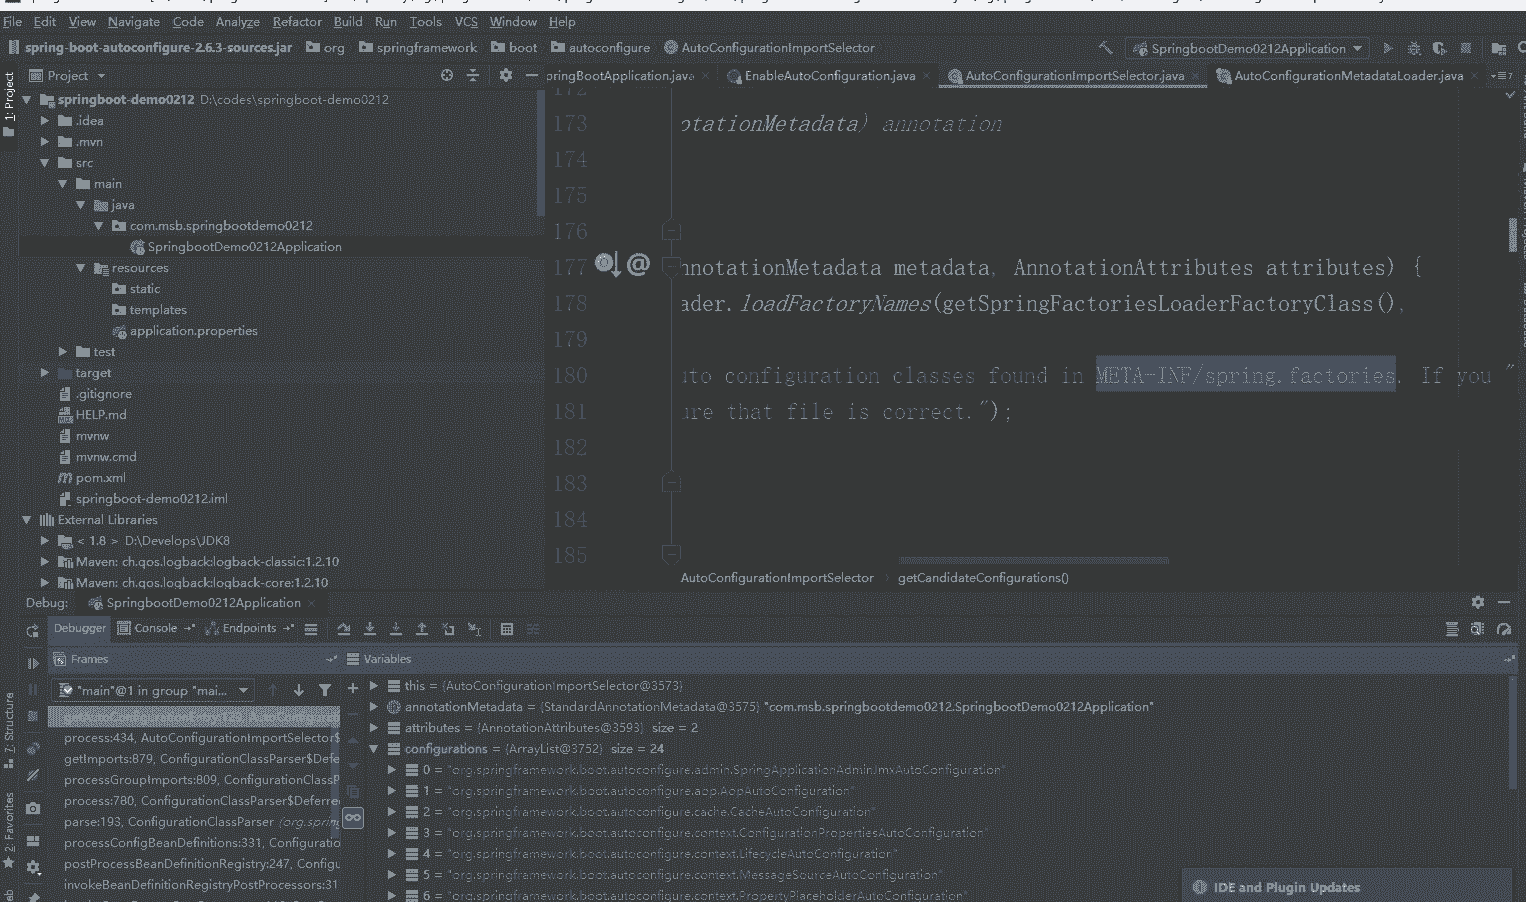 File Edit View Navigate Code Analyze Refactor Build Run Tools VCS Window Help
spring-boot-autoconfigure-2.6.3-sources.jar org springframework boot autoconfigure AutoConfigurationImportSelector SpringbootDemo0212Application
1: Project
Project
pringBootApplication.java EnableAutoConfiguration.java AutoConfigurationImportSelector.java AutoConfigurationMetadataLoader.java
springboot-demo0212 D:\codes\springboot-demo0212
.idea
.mvn
src
main
java
com.msb.springbootdemo0212
SpringbootDemo0212Application
resources
static
templates
application.properties
test
target
.gitignore
HELP.md
mvnw
mvnw.cmd
pom.xml
springboot-demo0212.iml
External Libraries
< 1.8 > D:\Develops\JDK8
Maven: ch.qos.logback:logback-classic:1.2.10
Maven: ch.qos.logback:logback-core:1.2.10
172
173 otationMetadata) annotation
174
175
176
177 nnotationMetadata metadata, AnnotationAttributes attributes) {
178 ader.loadFactoryNames(getSpringFactoriesLoaderFactoryClass(),
179
180 uto configuration classes found in META-INF/spring.factories. If you "
181 ure that file is correct.");
182
183
184
185
AutoConfigurationImportSelector getCandidateConfigurations()
Debug: SpringbootDemo0212Application
Debugger Console Endpoints
Frames
Variables
"main"@1 in group "mai...
process:434, AutoConfigurationImportSelector$
getImports:879, ConfigurationClassParser$Defe
processGroupImports:809, ConfigurationClassP
process:780, ConfigurationClassParser$Deferre
parse:193, ConfigurationClassParser (org.spring
processConfigBeanDefinitions:331, Configuratio
postProcessBeanDefinitionRegistry:247, Configu
invokeBeanDefinitionRegistryPostProcessors:31
this = {AutoConfigurationImportSelector@3573}
annotationMetadata = {StandardAnnotationMetadata@3575} "com.msb.springbootdemo0212.SpringbootDemo0212Application"
attributes = {AnnotationAttributes@3593} size = 2
configurations = {ArrayList@3752} size = 24
0 = "org.springframework.boot.autoconfigure.admin.SpringApplicationAdminJmxAutoConfiguration"
1 = "org.springframework.boot.autoconfigure.aop.AopAutoConfiguration"
2 = "org.springframework.boot.autoconfigure.cache.CacheAutoConfiguration"
3 = "org.springframework.boot.autoconfigure.context.ConfigurationPropertiesAutoConfiguration"
4 = "org.springframework.boot.autoconfigure.context.LifecycleAutoConfiguration"
5 = "org.springframework.boot.autoconfigure.context.MessageSourceAutoConfiguration"
6 = "org.springframework.boot.autoconfigure.context.PropertyPlaceholderAutoConfiguration"
7: Structure
2: Favorites
IDE and Plugin Updates